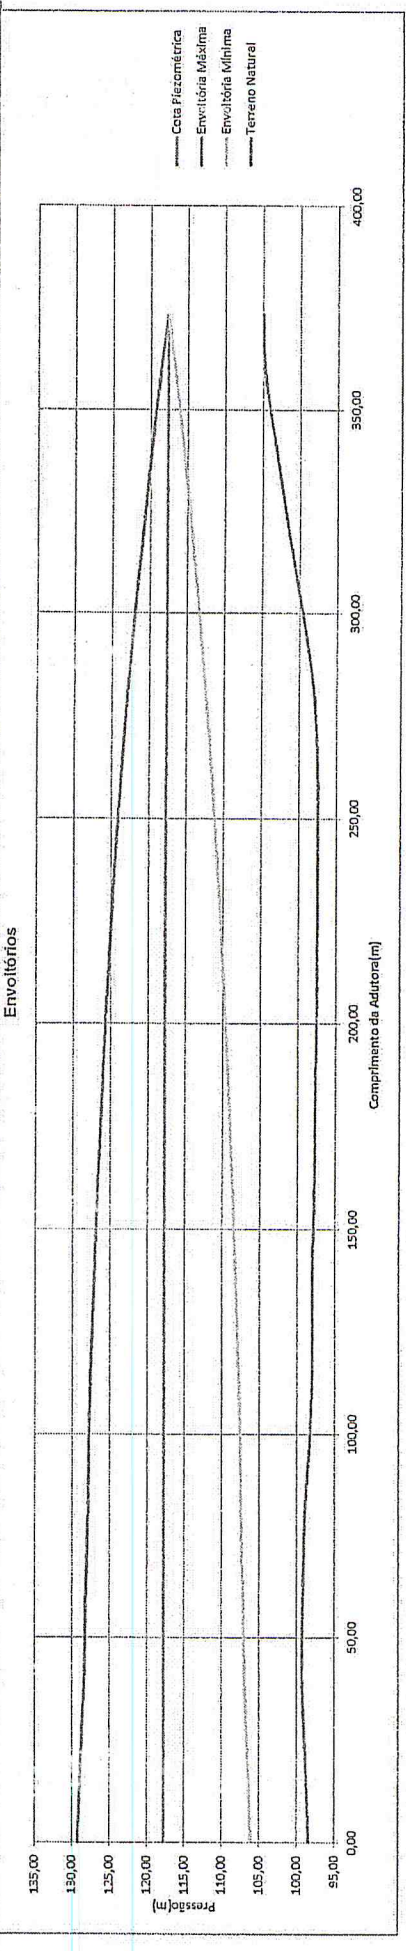 Envoltórios
135,00
130,00
125,00
120,00
115,00
110,00
105,00
100,00
95,00
Pressão(m)
0,00
50,00
100,00
150,00
200,00
250,00
300,00
350,00
400,00
Comprimento da Adutora(m)
Cota Piezométrica
Envoltória Máxima
Envoltória Mínima
Terreno Natural